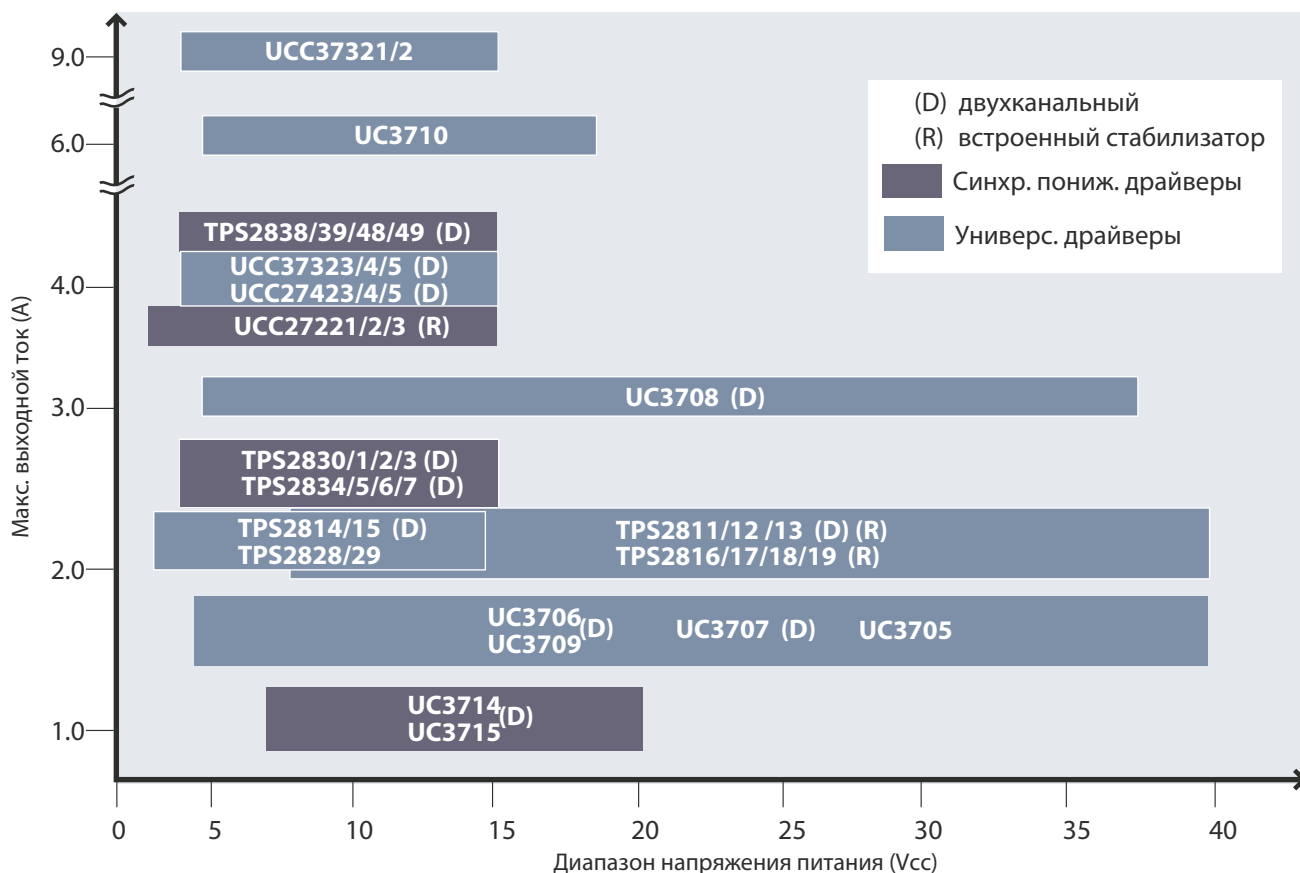 9.0
UCC37321/2
(D) двухканальный
(R) встроенный стабилизатор
Синхр. пониж. драйверы
Универс. драйверы
6.0
UC3710
TPS2838/39/48/49 (D)
4.0
UCC37323/4/5 (D)
UCC27423/4/5 (D)
UCC27221/2/3 (R)
Макс. выходной ток (А)
3.0
UC3708 (D)
TPS2830/1/2/3 (D)
TPS2834/5/6/7 (D)
TPS2814/15 (D)
TPS2828/29
TPS2811/12 /13 (D) (R)
TPS2816/17/18/19 (R)
2.0
UC3706
UC3709
(D)
UC3707 (D)
UC3705
UC3714
UC3715
(D)
1.0
0 5 10 15 20 25 30 35 40
Диапазон напряжения питания (Vcc)